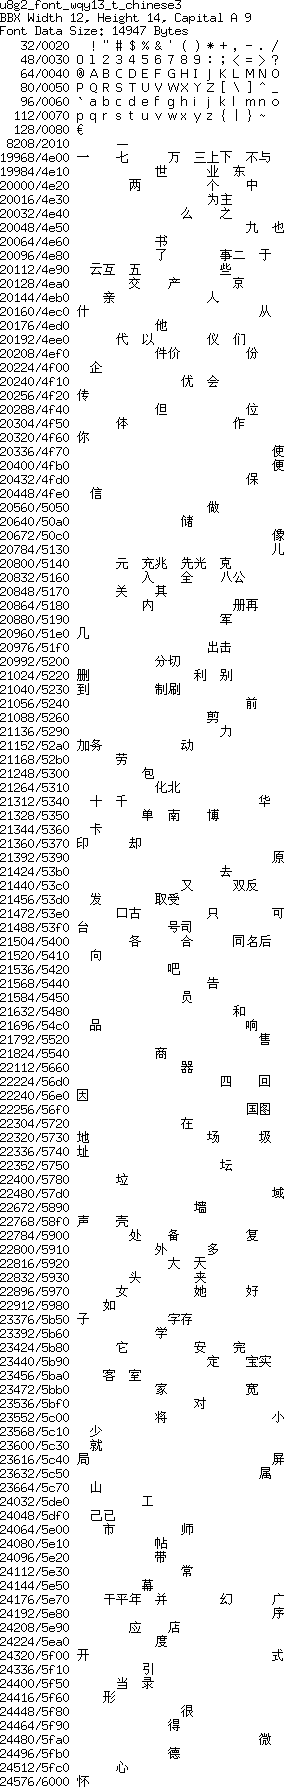 u8g2_font_wqy13_t_chinese3
BBX Width 12, Height 14, Capital A 9
Font Data Size: 14947 Bytes
32/0020 ! " # $ % & ' ( ) * + , - . /
48/0030 0 1 2 3 4 5 6 7 8 9 : ; < = > ?
64/0040 @ A B C D E F G H I J K L M N O
80/0050 P Q R S T U V W X Y Z [ \ ] ^ _
96/0060 ` a b c d e f g h i j k l m n o
112/0070 p q r s t u v w x y z { | } ~
128/0080 €
8208/2010 —
19968/4e00 一 七 万 三上下 不与
19984/4e10 世 业 东
20000/4e20 两 个 中
20016/4e30 为主
20032/4e40 么 之
20048/4e50 九 也
20064/4e60 书
20096/4e80 了 事二 于
20112/4e90 云互 五 些
20128/4ea0 交 产 京
20144/4eb0 亲 人
20160/4ec0 什 从
20176/4ed0 他
20192/4ee0 代 以 仪 们
20208/4ef0 件价 份
20224/4f00 企
20240/4f10 优 会
20256/4f20 传
20288/4f40 但 位
20304/4f50 体 作
20320/4f60 你
20336/4f70 使
20400/4fb0 便
20432/4fd0 保
20448/4fe0 信
20560/5050 做
20640/50a0 储
20672/50c0 像
20784/5130 儿
20800/5140 元 充兆 先光 克
20832/5160 入 全 八公
20848/5170 关 其
20864/5180 内 册再
20880/5190 军
20960/51e0 几
20976/51f0 出击
20992/5200 分切
21024/5220 删 利 别
21040/5230 到 制刷
21056/5240 前
21088/5260 剪
21136/5290 力
21152/52a0 加务 动
21168/52b0 劳
21248/5300 包
21264/5310 化北
21312/5340 十 千 华
21328/5350 单 南 博
21344/5360 卡
21360/5370 印 却
21392/5390 原
21424/53b0 去
21440/53c0 又 双反
21456/53d0 发 取受
21472/53e0 口古 只 可
21488/53f0 台 号司
21504/5400 各 合 同名后
21520/5410 向
21536/5420 吧
21568/5440 告
21584/5450 员
21632/5480 和
21696/54c0 品 响
21792/5520 售
21824/5540 商
22112/5660 器
22224/56d0 四 回
22240/56e0 因
22256/56f0 国图
22304/5720 在
22320/5730 地 场 圾
22336/5740 址
22352/5750 坛
22400/5780 垃
22480/57d0 域
22672/5890 墙
22768/58f0 声 壳
22784/5900 处 备 复
22800/5910 外 多
22816/5920 大 天
22832/5930 头 夹
22896/5970 女 她 好
22912/5980 如
23376/5b50 子 字存
23392/5b60 学
23424/5b80 它 安 完
23440/5b90 定 宝实
23456/5ba0 客 室
23472/5bb0 家 宽
23536/5bf0 对
23552/5c00 将 小
23568/5c10 少
23600/5c30 就
23616/5c40 局 屏
23632/5c50 属
23664/5c70 山
24032/5de0 工
24048/5df0 己已
24064/5e00 市 师
24080/5e10 帖
24096/5e20 带
24112/5e30 常
24144/5e50 幕
24176/5e70 干平年 并 幻 广
24192/5e80 序
24208/5e90 应 店
24224/5ea0 度
24320/5f00 开 式
24336/5f10 引
24400/5f50 当 录
24416/5f60 形
24448/5f80 很
24464/5f90 得
24480/5fa0 微
24496/5fb0 德
24512/5fc0 心
24576/6000 怀